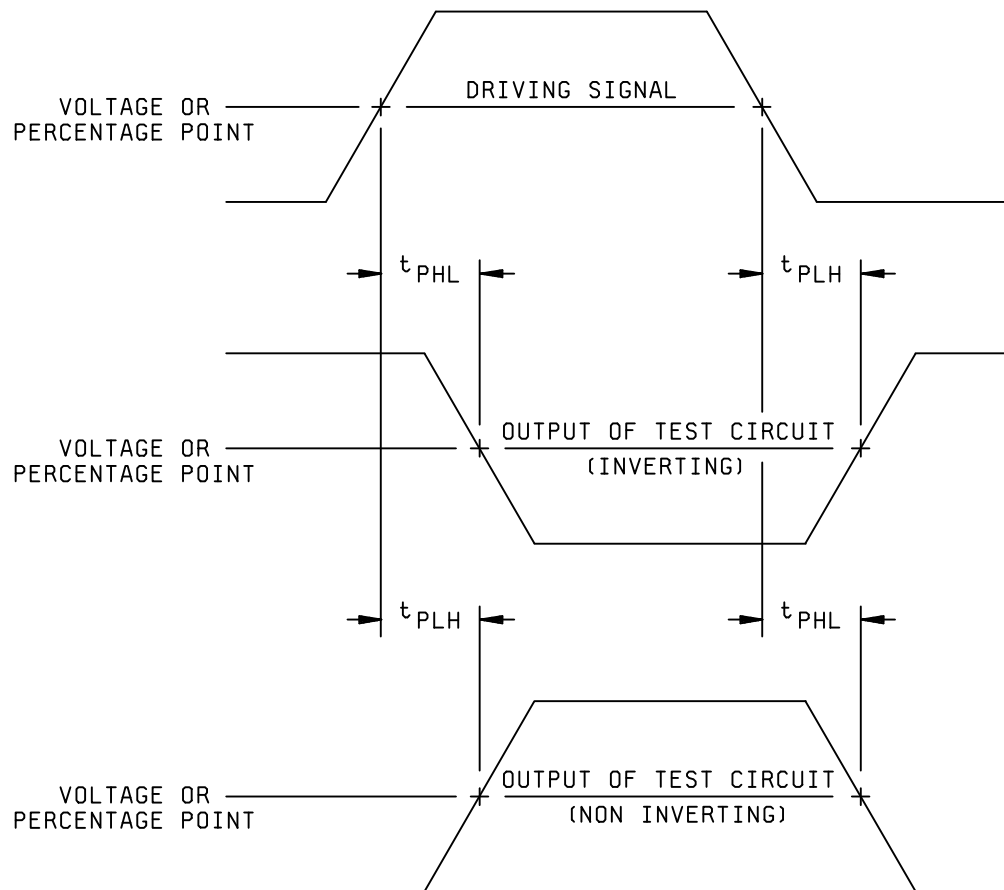 DRIVING SIGNAL
VOLTAGE OR
PERCENTAGE POINT
tPHL
tPLH
OUTPUT OF TEST CIRCUIT
VOLTAGE OR
PERCENTAGE POINT
(INVERTING)
tPLH
tPHL
OUTPUT OF TEST CIRCUIT
VOLTAGE OR
PERCENTAGE POINT
(NON INVERTING)